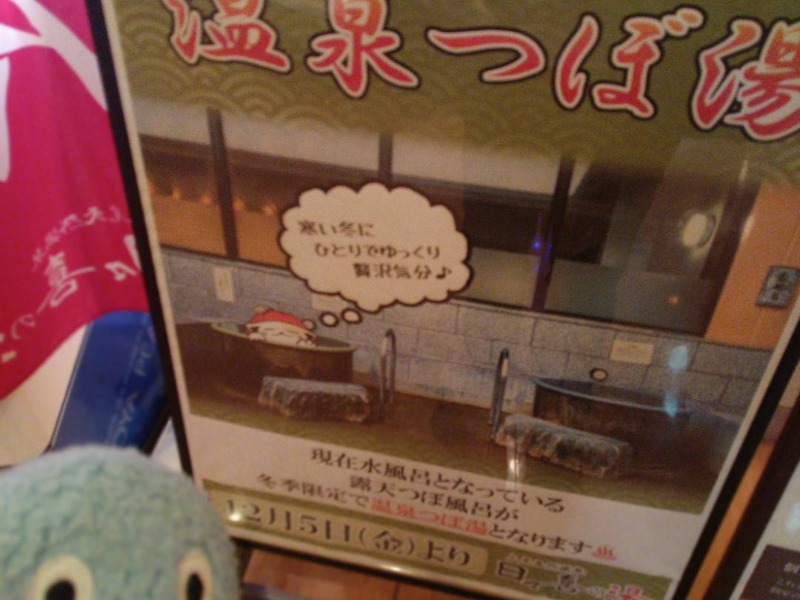 温泉つぼ湯
寒い冬に
ひとりでゆっくり
贅沢気分♪
現在水風呂となっている
露天つぼ風呂が
冬季限定で温泉つぼ湯となります♨
12月5日(金)より